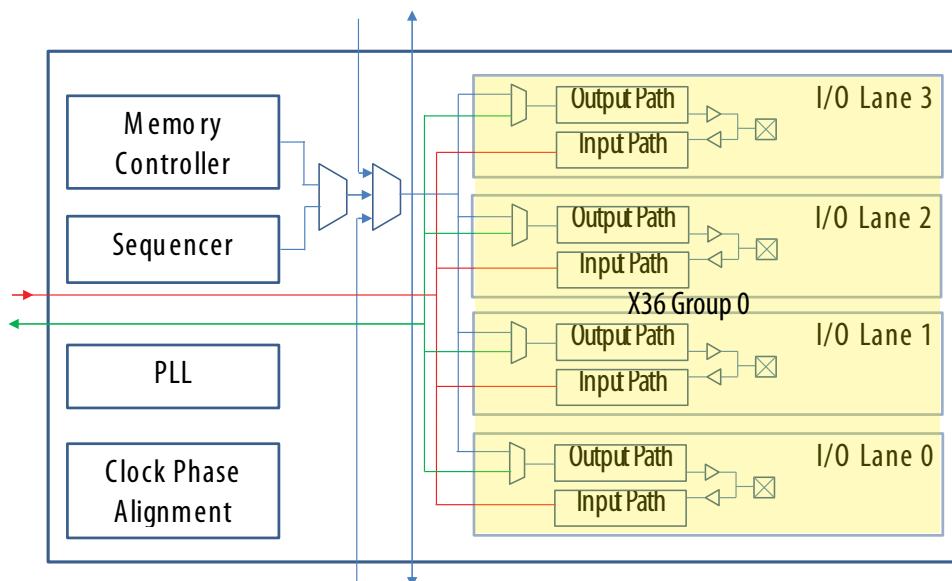 Memory
Controller
Sequencer
PLL
Clock Phase
Alignment
Output Path
Input Path
I/O Lane 3
Output Path
Input Path
I/O Lane 2
X36 Group 0
Output Path
Input Path
I/O Lane 1
Output Path
Input Path
I/O Lane 0